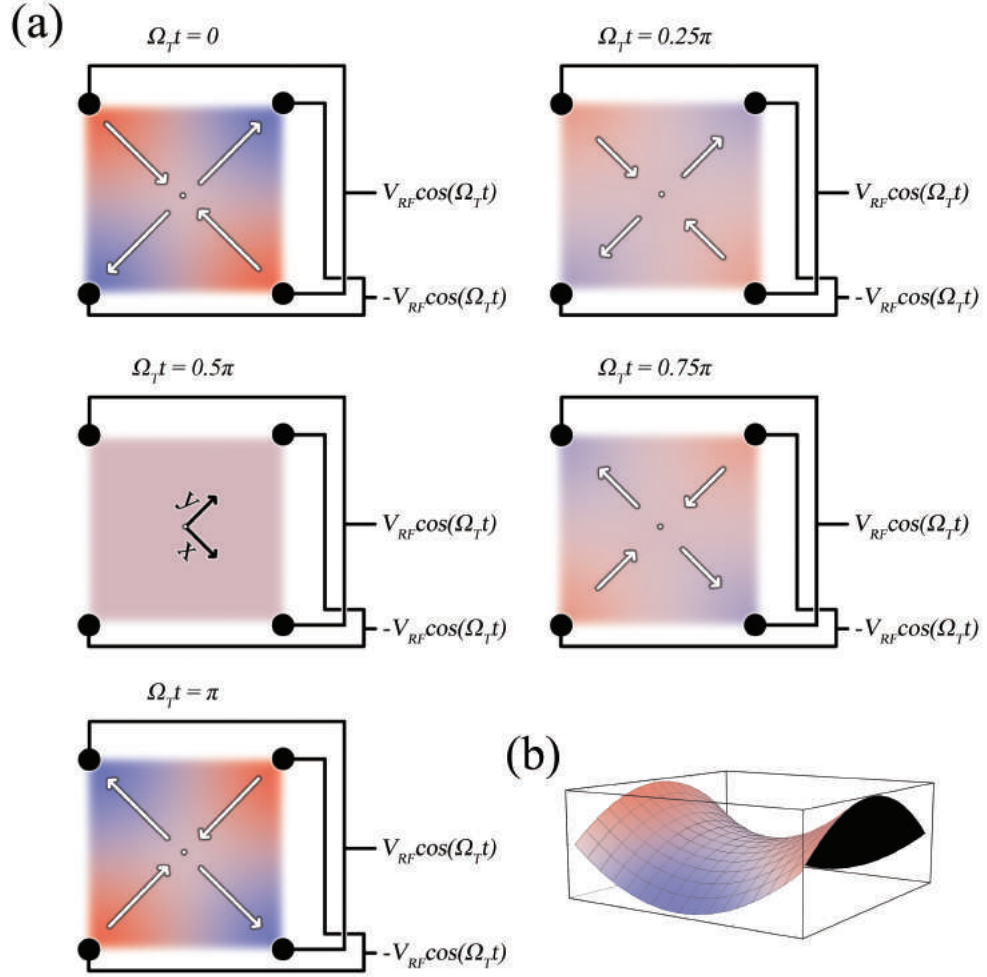 (a)
Ω_T t = 0
V_RF cos(Ω_T t)
-V_RF cos(Ω_T t)
Ω_T t = 0.25π
V_RF cos(Ω_T t)
-V_RF cos(Ω_T t)
Ω_T t = 0.5π
y
x
V_RF cos(Ω_T t)
-V_RF cos(Ω_T t)
Ω_T t = 0.75π
V_RF cos(Ω_T t)
-V_RF cos(Ω_T t)
Ω_T t = π
V_RF cos(Ω_T t)
-V_RF cos(Ω_T t)
(b)